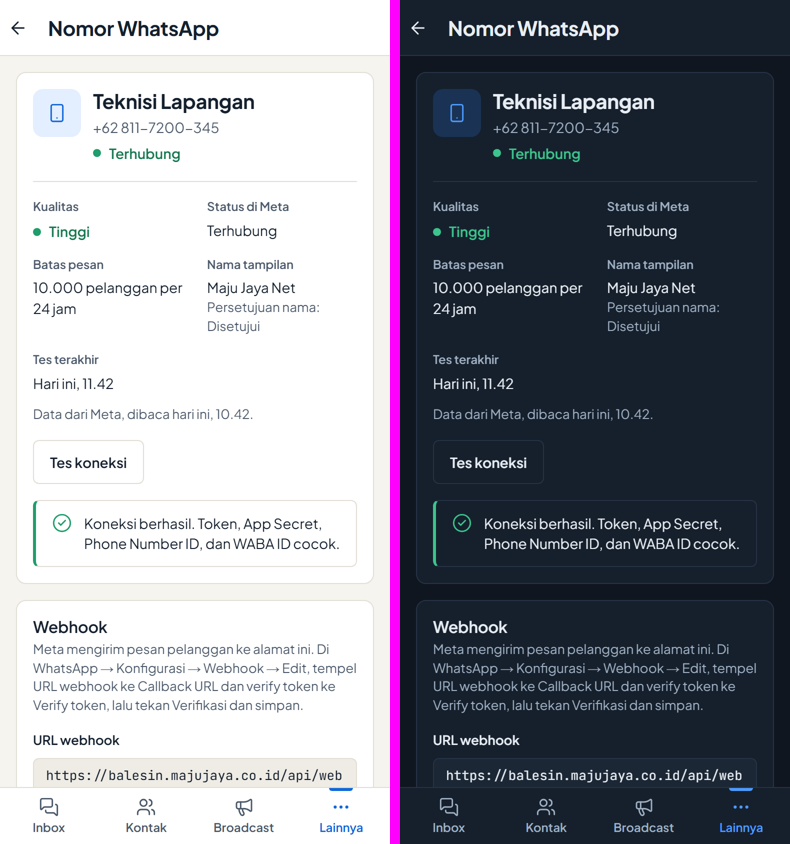 Nomor WhatsApp
Teknisi Lapangan
+62 811-7200-345
Terhubung
Kualitas
Tinggi
Status di Meta
Terhubung
Batas pesan
10.000 pelanggan per
24 jam
Nama tampilan
Maju Jaya Net
Persetujuan nama:
Disetujui
Tes terakhir
Hari ini, 11.42
Data dari Meta, dibaca hari ini, 10.42.
Tes koneksi
Koneksi berhasil. Token, App Secret,
Phone Number ID, dan WABA ID cocok.
Webhook
Meta mengirim pesan pelanggan ke alamat ini. Di
WhatsApp → Konfigurasi → Webhook → Edit, tempel
URL webhook ke Callback URL dan verify token ke
Verify token, lalu tekan Verifikasi dan simpan.
URL webhook
https://balesin.majujaya.co.id/api/web
Inbox
Kontak
Broadcast
Lainnya
Nomor WhatsApp
Teknisi Lapangan
+62 811-7200-345
Terhubung
Kualitas
Tinggi
Status di Meta
Terhubung
Batas pesan
10.000 pelanggan per
24 jam
Nama tampilan
Maju Jaya Net
Persetujuan nama:
Disetujui
Tes terakhir
Hari ini, 11.42
Data dari Meta, dibaca hari ini, 10.42.
Tes koneksi
Koneksi berhasil. Token, App Secret,
Phone Number ID, dan WABA ID cocok.
Webhook
Meta mengirim pesan pelanggan ke alamat ini. Di
WhatsApp → Konfigurasi → Webhook → Edit, tempel
URL webhook ke Callback URL dan verify token ke
Verify token, lalu tekan Verifikasi dan simpan.
URL webhook
https://balesin.majujaya.co.id/api/web
Inbox
Kontak
Broadcast
Lainnya